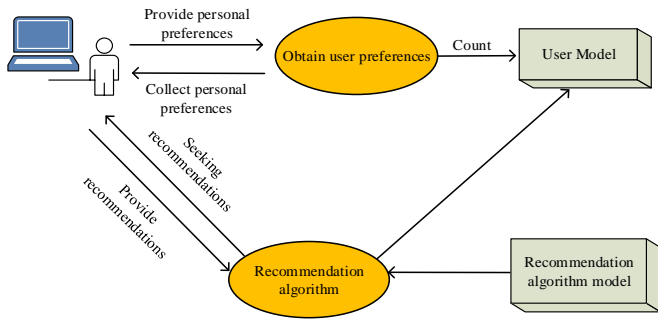 Provide personal
preferences
Obtain user preferences
Count
User Model
Collect personal
preferences
Seeking
recommendations
Provide
recommendations
Recommendation
algorithm
Recommendation
algorithm model